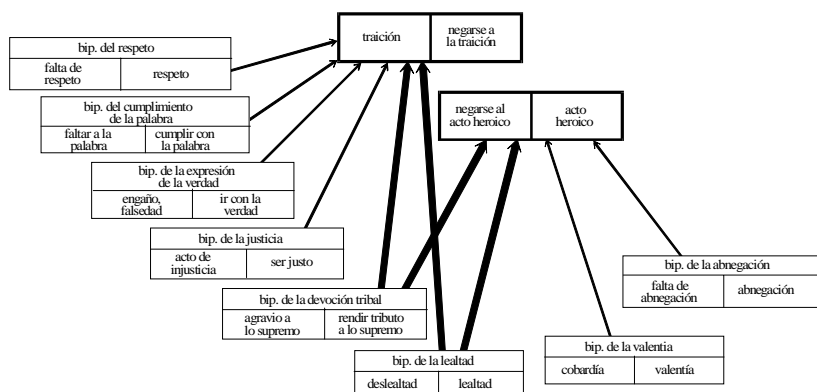 traición
negarse a
la traición
bip. del respeto
falta de
respeto
respeto
negarse al
acto heroico
acto
heroico
bip. del cumplimiento
de la palabra
faltar a la
palabra
cumplir con
la palabra
bip. de la expresión
de la verdad
engaño,
falsedad
ir con la
verdad
bip. de la justicia
acto de
injusticia
ser justo
bip. de la abnegación
falta de
abnegación
abnegación
bip. de la devoción tribal
agravio a
lo supremo
rendir tributo
a lo supremo
bip. de la valentia
cobardía
valentía
bip. de la lealtad
deslealtad
lealtad